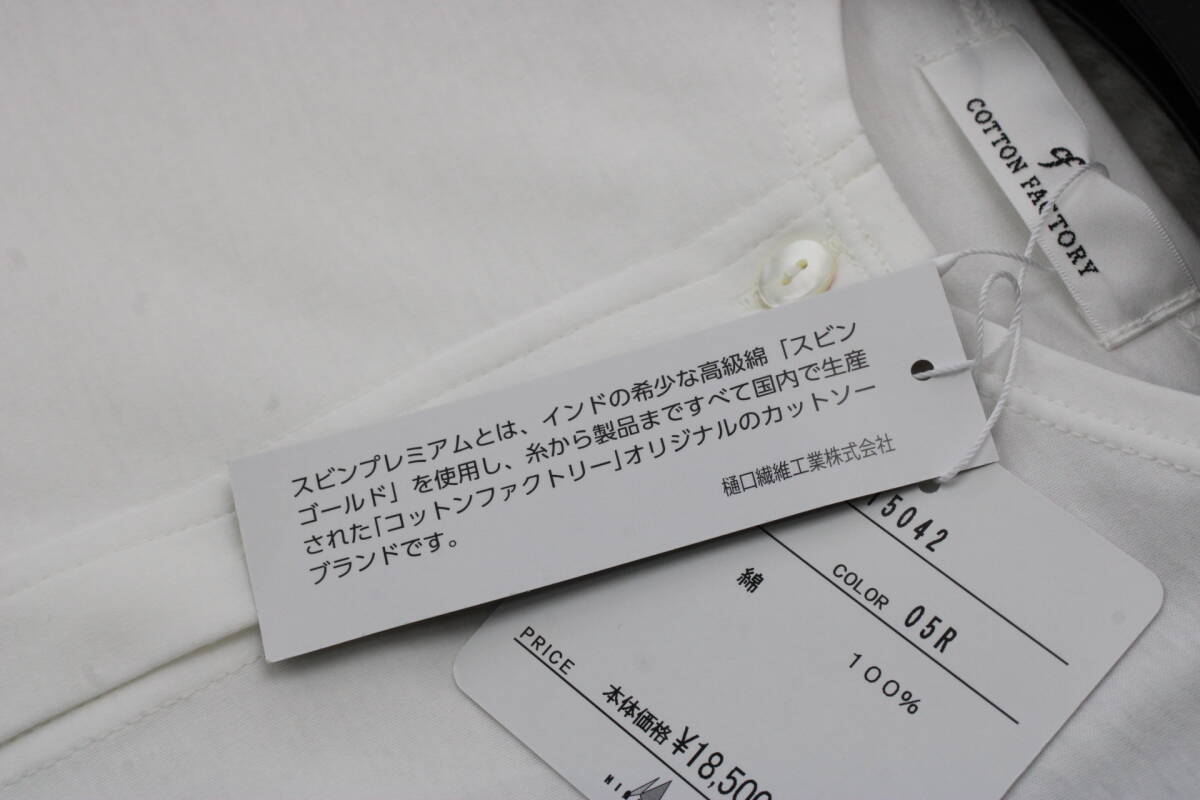 cf
COTTON FACTORY
スビンプレミアムとは、インドの希少な高級綿「スビン
ゴールド」を使用し、糸から製品まですべて国内で生産
された「コットンファクトリー」オリジナルのカットソー
ブランドです。
樋口繊維工業株式会社
15042
COLOR 05R
綿 100%
PRICE
本体価格 ¥18,500